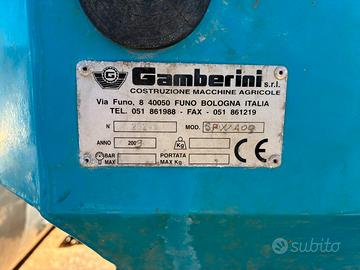 G Gamberini s.r.l.
COSTRUZIONE MACCHINE AGRICOLE
Via Funo, 8 40050 FUNO BOLOGNA ITALIA
TEL. 051 861988 - FAX - 051 861219
N° MOD.
ANNO 200 Kg CE
BAR MAX PORTATA MAX Kg
subito